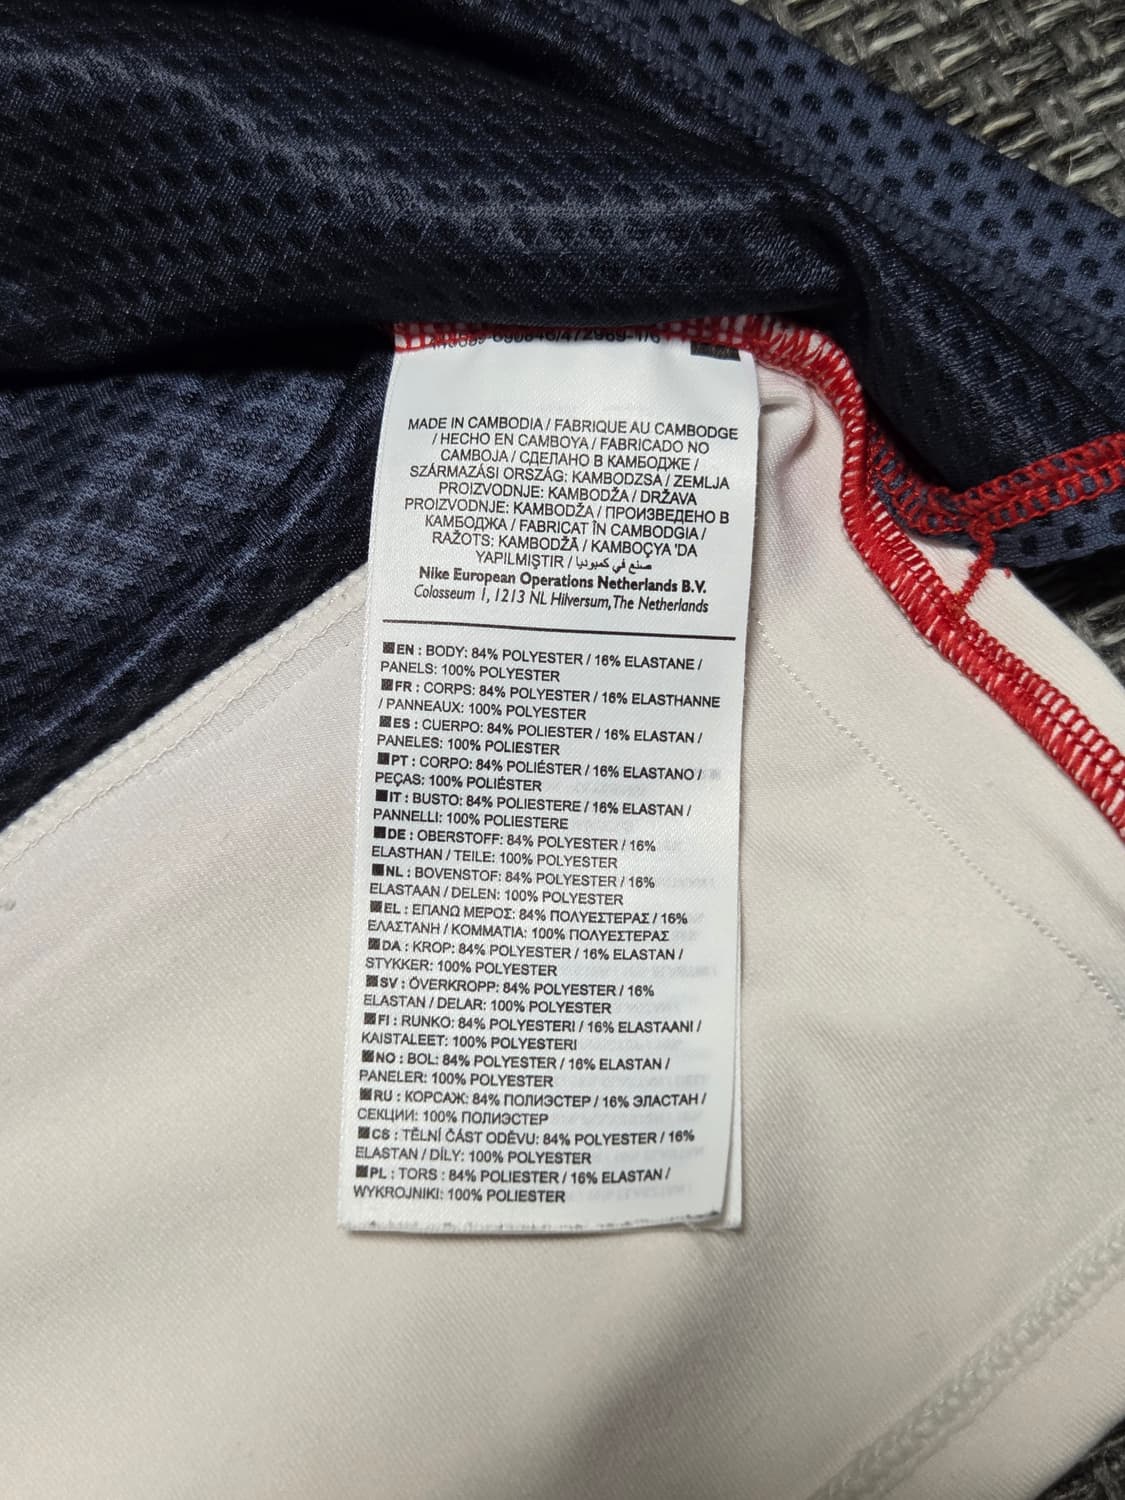 MADE IN CAMBODIA / FABRIQUE AU CAMBODGE
/ HECHO EN CAMBOYA / FABRICADO NO
CAMBOJA / СДЕЛАНО В КАМБОДЖЕ /
SZÁRMAZÁSI ORSZÁG: KAMBODZSA / ZEMLJA
PROIZVODNJE: KAMBODŽA / DRŽAVA
PROIZVODNJE: KAMBODŽA / ПРОИЗВЕДЕНО В
КАМБОДЖА / FABRICAT ÎN CAMBODGIA /
RAŽOTS: KAMBODŽĀ / KAMBOÇYA 'DA
YAPILMIŞTIR / صنع في كمبوديا
Nike European Operations Netherlands B.V.
Colosseum 1, 1213 NL Hilversum, The Netherlands
EN : BODY: 84% POLYESTER / 16% ELASTANE /
PANELS: 100% POLYESTER
FR : CORPS: 84% POLYESTER / 16% ELASTHANNE
/ PANNEAUX: 100% POLYESTER
ES : CUERPO: 84% POLIESTER / 16% ELASTAN /
PANELES: 100% POLIESTER
PT : CORPO: 84% POLIÉSTER / 16% ELASTANO /
PEÇAS: 100% POLIÉSTER
IT : BUSTO: 84% POLIESTERE / 16% ELASTAN /
PANNELLI: 100% POLIESTERE
DE : OBERSTOFF: 84% POLYESTER / 16%
ELASTHAN / TEILE: 100% POLYESTER
NL : BOVENSTOF: 84% POLYESTER / 16%
ELASTAAN / DELEN: 100% POLYESTER
EL : ΕΠΑΝΩ ΜΕΡΟΣ: 84% ΠΟΛΥΕΣΤΕΡΑΣ / 16%
ΕΛΑΣΤΑΝΗ / ΚΟΜΜΑΤΙΑ: 100% ΠΟΛΥΕΣΤΕΡΑΣ
DA : KROP: 84% POLYESTER / 16% ELASTAN /
STYKKER: 100% POLYESTER
SV : ÖVERKROPP: 84% POLYESTER / 16%
ELASTAN / DELAR: 100% POLYESTER
FI : RUNKO: 84% POLYESTERI / 16% ELASTAANI /
KAISTALEET: 100% POLYESTERI
NO : BOL: 84% POLYESTER / 16% ELASTAN /
PANELER: 100% POLYESTER
RU : КОРСАЖ: 84% ПОЛИЭСТЕР / 16% ЭЛАСТАН /
СЕКЦИИ: 100% ПОЛИЭСТЕР
CS : TĚLNÍ ČÁST ODĚVU: 84% POLYESTER / 16%
ELASTAN / DÍLY: 100% POLYESTER
PL : TORS : 84% POLIESTER / 16% ELASTAN /
WYKROJNIKI: 100% POLIESTER